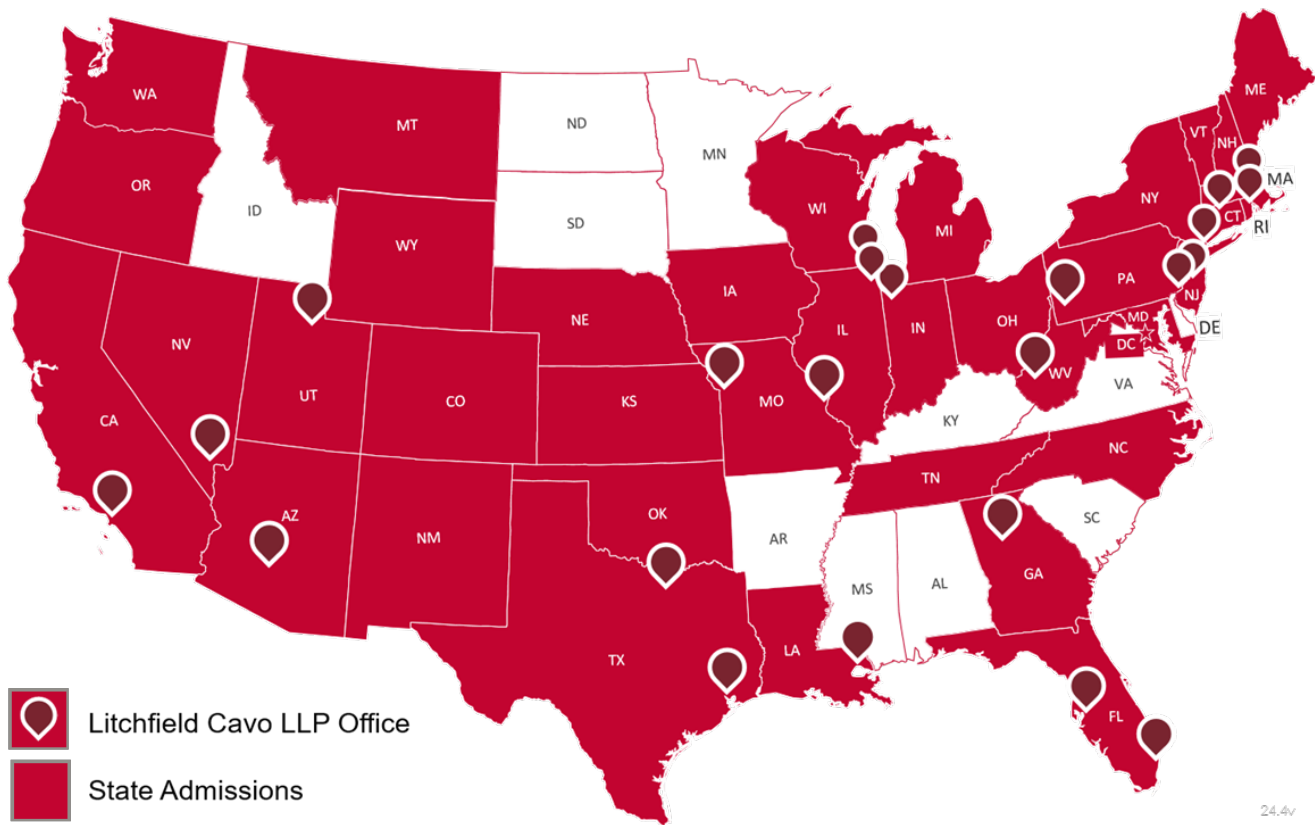 WA
MT
ND
MN
ME
VT
NH
OR
ID
SD
WI
MI
NY
MA
CT
RI
WY
IA
PA
NE
IL
IN
OH
NJ
NV
MD
DE
DC
UT
CO
KS
MO
WV
VA
CA
KY
NC
TN
AZ
NM
OK
AR
SC
MS
AL
GA
TX
LA
FL
Litchfield Cavo LLP Office
State Admissions
24.4v